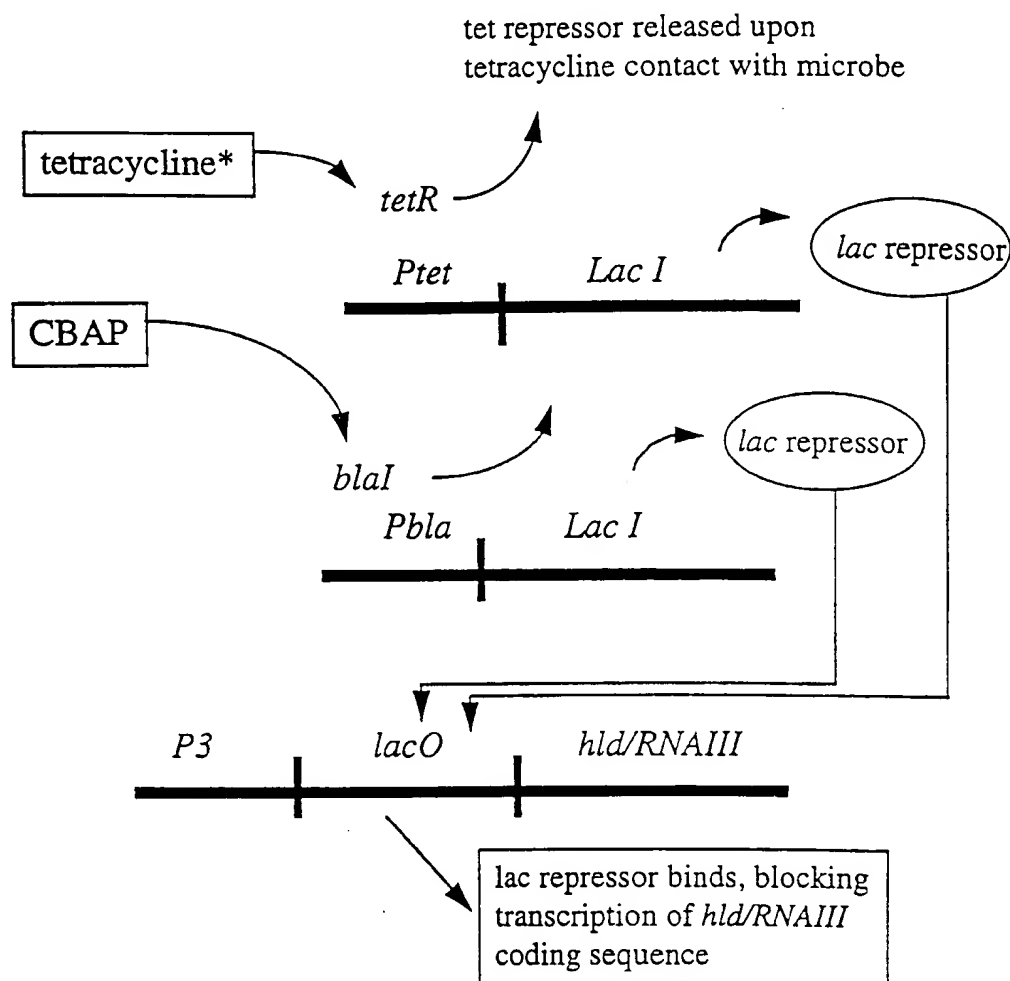 tet repressor released upon
tetracycline contact with microbe
tetracycline*
tetR
lac repressor
Ptet
Lac I
CBAP
lac repressor
blaI
Pbla
Lac I
P3
lacO
hld/RNAIII
lac repressor binds, blocking
transcription of hld/RNAIII
coding sequence